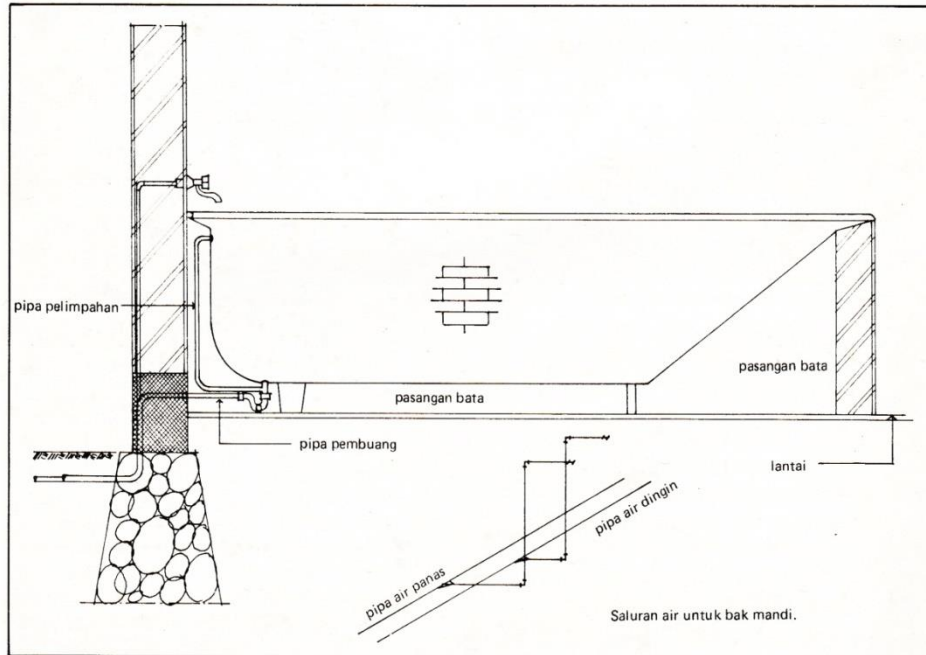 pipa pelimpahan
pasangan bata
pasangan bata
pipa pembuang
lantai
pipa air dingin
pipa air panas
Saluran air untuk bak mandi.